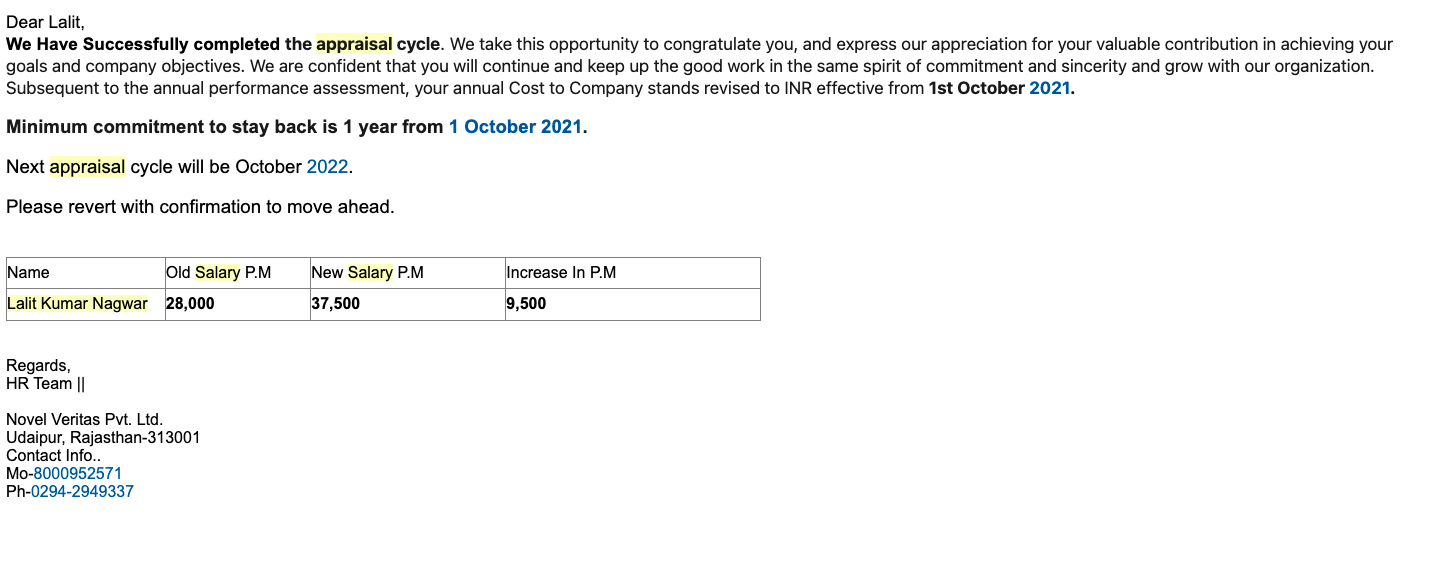 Dear Lalit,
We Have Successfully completed the appraisal cycle. We take this opportunity to congratulate you, and express our appreciation for your valuable contribution in achieving your
goals and company objectives. We are confident that you will continue and keep up the good work in the same spirit of commitment and sincerity and grow with our organization.
Subsequent to the annual performance assessment, your annual Cost to Company stands revised to INR effective from 1st October 2021.
Minimum commitment to stay back is 1 year from 1 October 2021.
Next appraisal cycle will be October 2022.
Please revert with confirmation to move ahead.
Name Old Salary P.M New Salary P.M Increase In P.M
Lalit Kumar Nagwar 28,000 37,500 9,500
Regards,
HR Team ||
Novel Veritas Pvt. Ltd.
Udaipur, Rajasthan-313001
Contact Info..
Mo-8000952571
Ph-0294-2949337